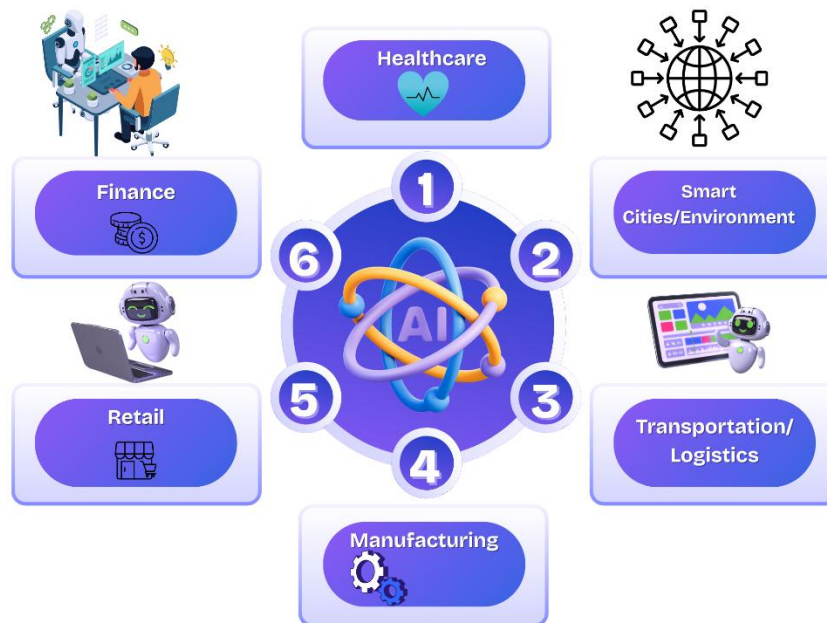 Healthcare
1
Smart
Cities/Environment
2
Transportation/
Logistics
3
Manufacturing
4
Retail
5
Finance
$
6
AI